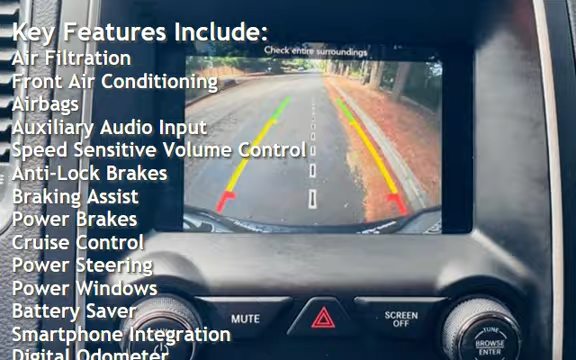 Key Features Include:
Check entire surroundings
Air Filtration
Front Air Conditioning
Airbags
Auxiliary Audio Input
Speed Sensitive Volume Control
Anti-Lock Brakes
Braking Assist
Power Brakes
Cruise Control
Power Steering
Power Windows
Battery Saver
Smartphone Integration
Digital Odometer
MUTE
SCREEN
OFF
TUNE
BROWSE
ENTER